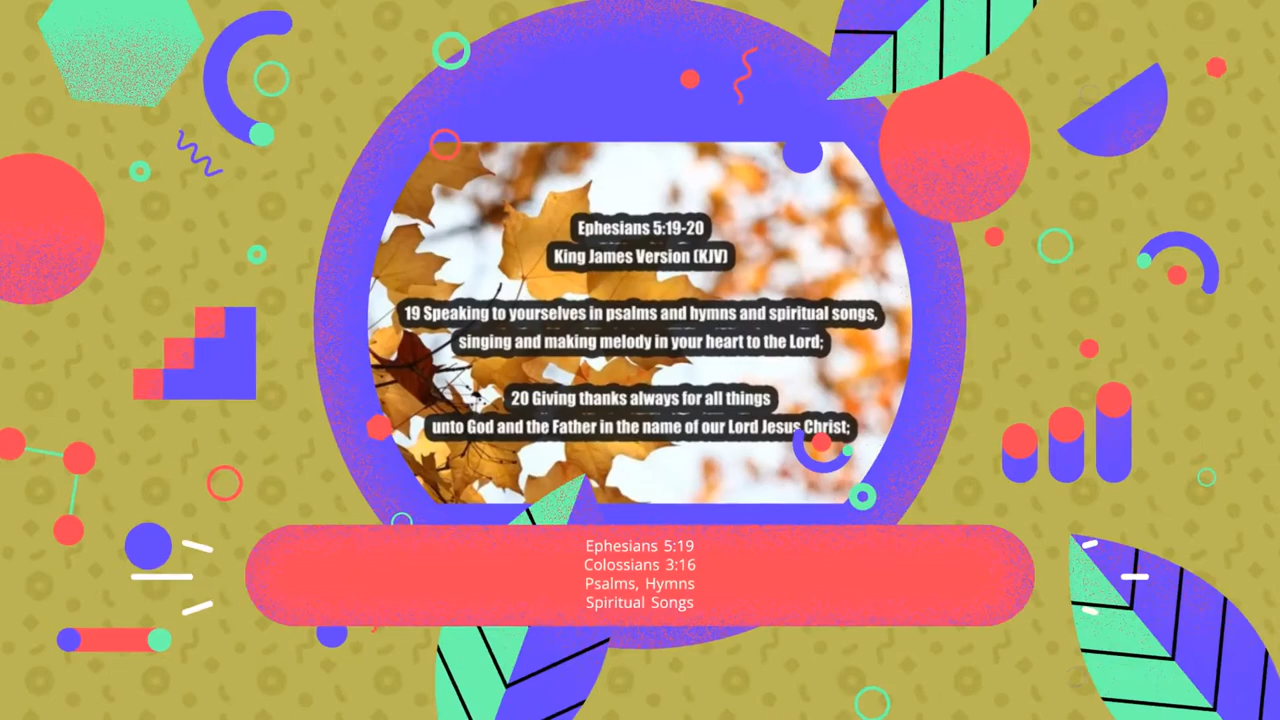 Ephesians 5:19-20
King James Version (KJV)
19 Speaking to yourselves in psalms and hymns and spiritual songs,
singing and making melody in your heart to the Lord;
20 Giving thanks always for all things
unto God and the Father in the name of our Lord Jesus Christ;
Ephesians 5:19
Colossians 3:16
Psalms, Hymns
Spiritual Songs